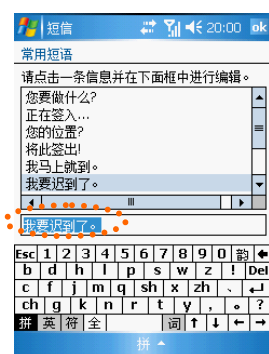 短信 20:00 ok
常用短语
请点击一条信息并在下面框中进行编辑。
您要做什么?
正在签入...
您的位置?
将此签出!
我马上就到。
我要迟到了。
我要迟到了。
Esc 1 2 3 4 5 6 7 8 9 0 韵
b d h l p s w z ! Del
c f j m q sh x zh 、
ch g k n r t y , 。 ?
拼 英 符 全 词 ↑ ↓ ← →
拼